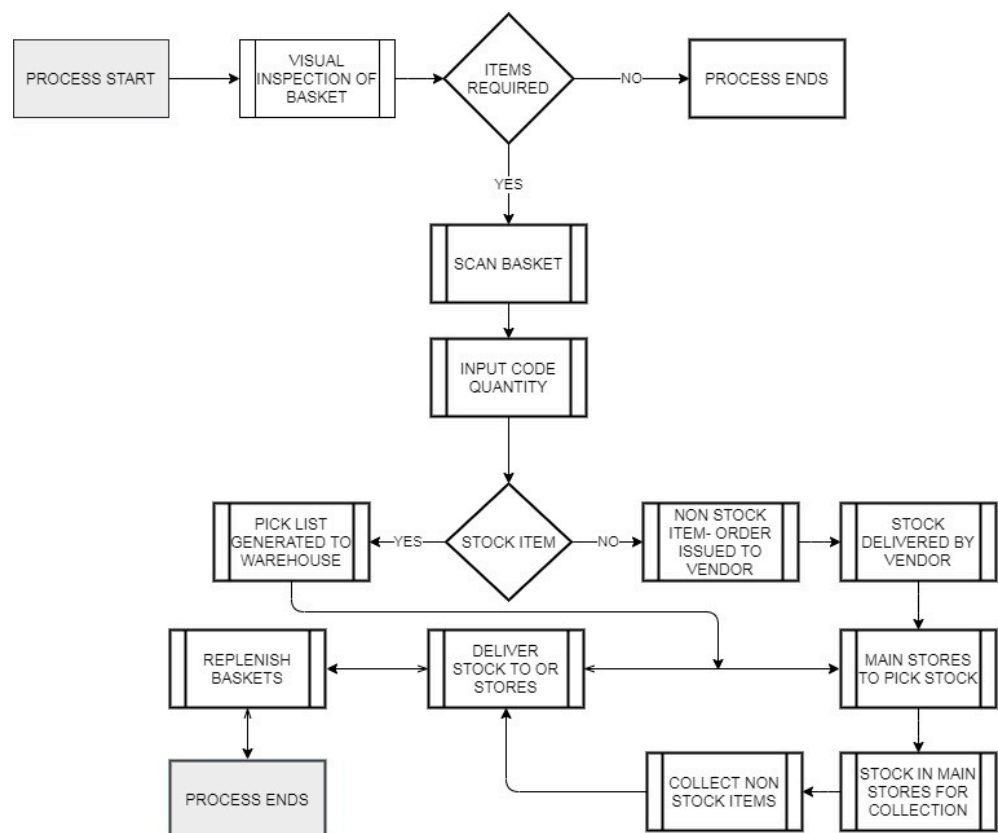 PROCESS START
VISUAL
INSPECTION OF
BASKET
ITEMS
REQUIRED
NO
PROCESS ENDS
YES
SCAN BASKET
INPUT CODE
QUANTITY
PICK LIST
GENERATED TO
WAREHOUSE
YES
STOCK ITEM
NO
NON STOCK
ITEM- ORDER
ISSUED TO
VENDOR
STOCK
DELIVERED BY
VENDOR
REPLENISH
BASKETS
DELIVER
STOCK TO OR
STORES
MAIN STORES
TO PICK STOCK
PROCESS ENDS
COLLECT NON
STOCK ITEMS
STOCK IN MAIN
STORES FOR
COLLECTION